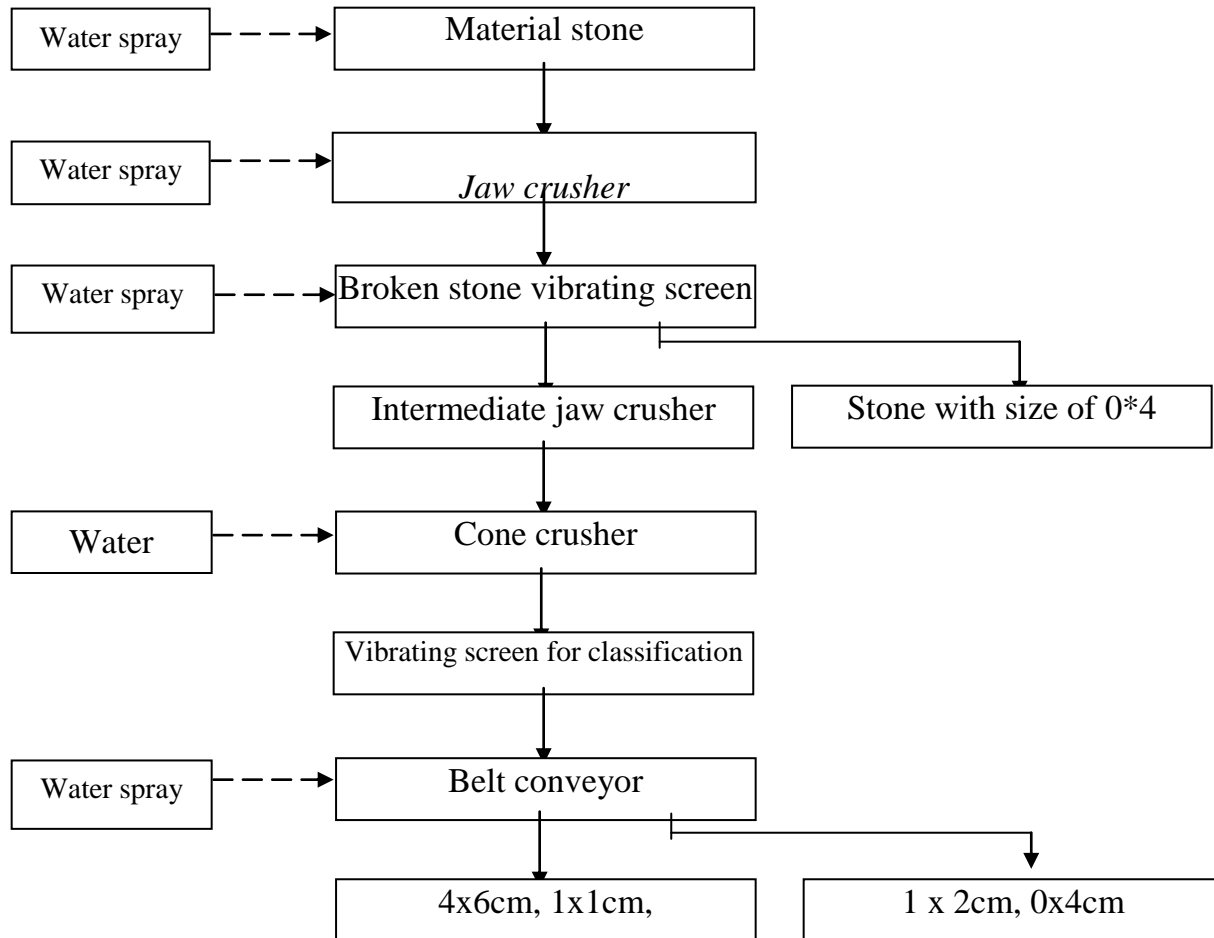 Water spray
Material stone
Water spray
Jaw crusher
Water spray
Broken stone vibrating screen
Intermediate jaw crusher
Stone with size of 0*4
Water
Cone crusher
Vibrating screen for classification
Water spray
Belt conveyor
4x6cm, 1x1cm,
1 x 2cm, 0x4cm